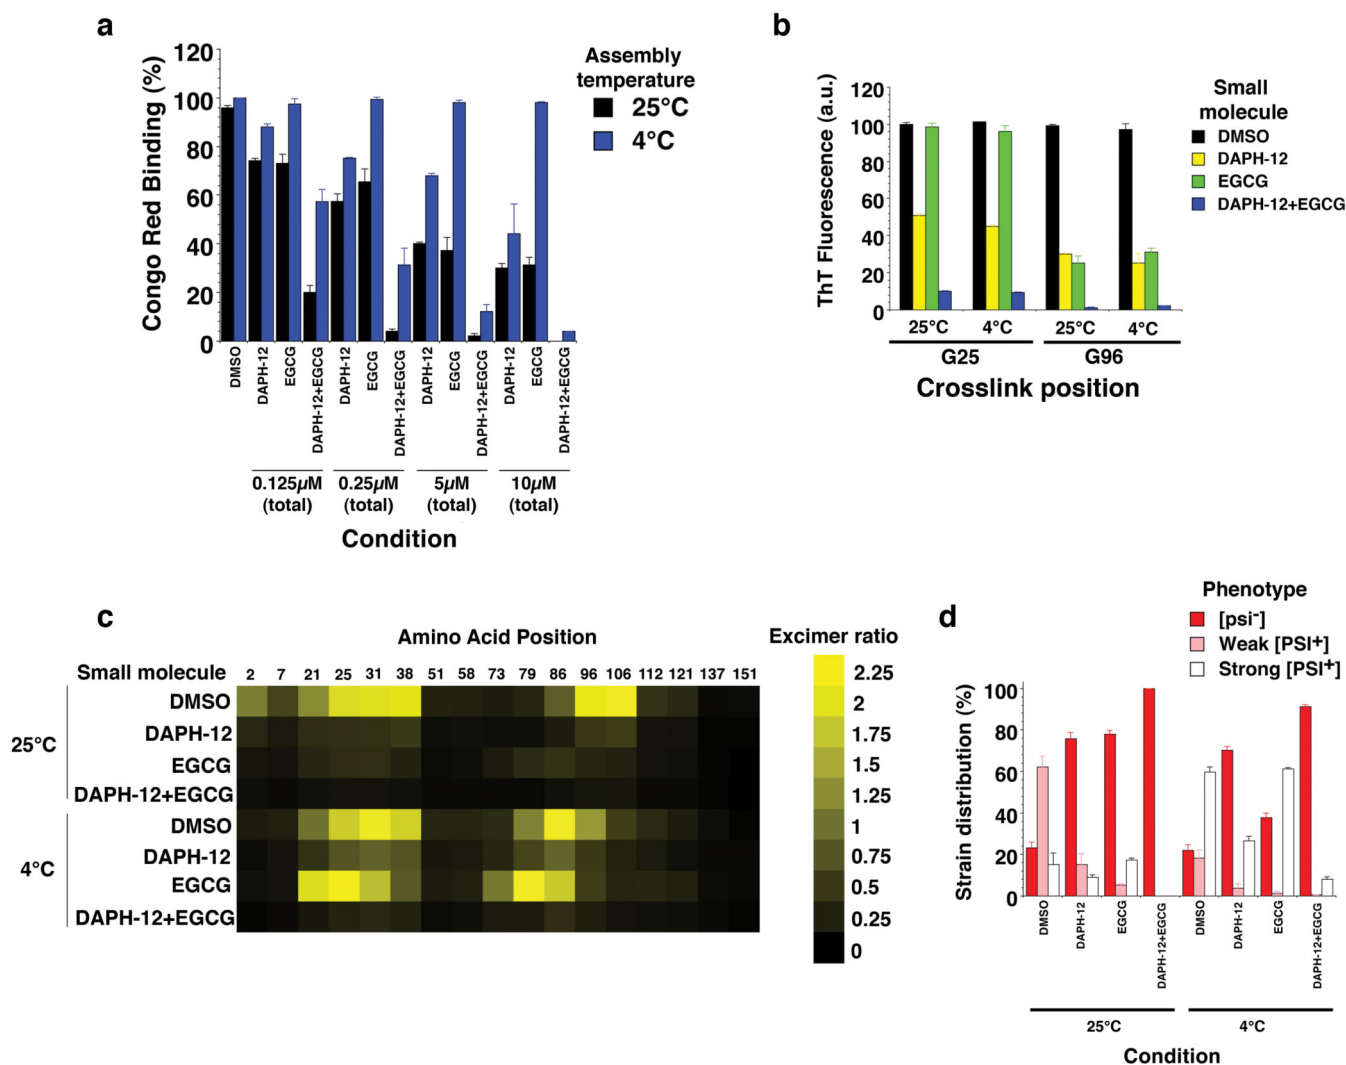 a
120
100
80
60
40
20
0
Congo Red Binding (%)
Assembly
temperature
25°C
4°C
DMSO
DAPH-12
EGCG
DAPH-12+EGCG
DAPH-12
EGCG
DAPH-12+EGCG
DAPH-12
EGCG
DAPH-12+EGCG
DAPH-12
EGCG
DAPH-12+EGCG
0.125µM
(total)
0.25µM
(total)
5µM
(total)
10µM
(total)
Condition
b
120
100
80
60
40
20
0
ThT Fluorescence (a.u.)
Small
molecule
DMSO
DAPH-12
EGCG
DAPH-12+EGCG
25°C 4°C 25°C 4°C
G25 G96
Crosslink position
c
Amino Acid Position
Small molecule 2 7 21 25 31 38 51 58 73 79 86 96 106 112 121 137 151
25°C
DMSO
DAPH-12
EGCG
DAPH-12+EGCG
4°C
DMSO
DAPH-12
EGCG
DAPH-12+EGCG
Excimer ratio
2.25
2
1.75
1.5
1.25
1
0.75
0.5
0.25
0
d
Phenotype
[psi-]
Weak [PSI+]
Strong [PSI+]
100
80
60
40
20
0
Strain distribution (%)
DMSO
DAPH-12
EGCG
DAPH-12+EGCG
DMSO
DAPH-12
EGCG
DAPH-12+EGCG
25°C 4°C
Condition